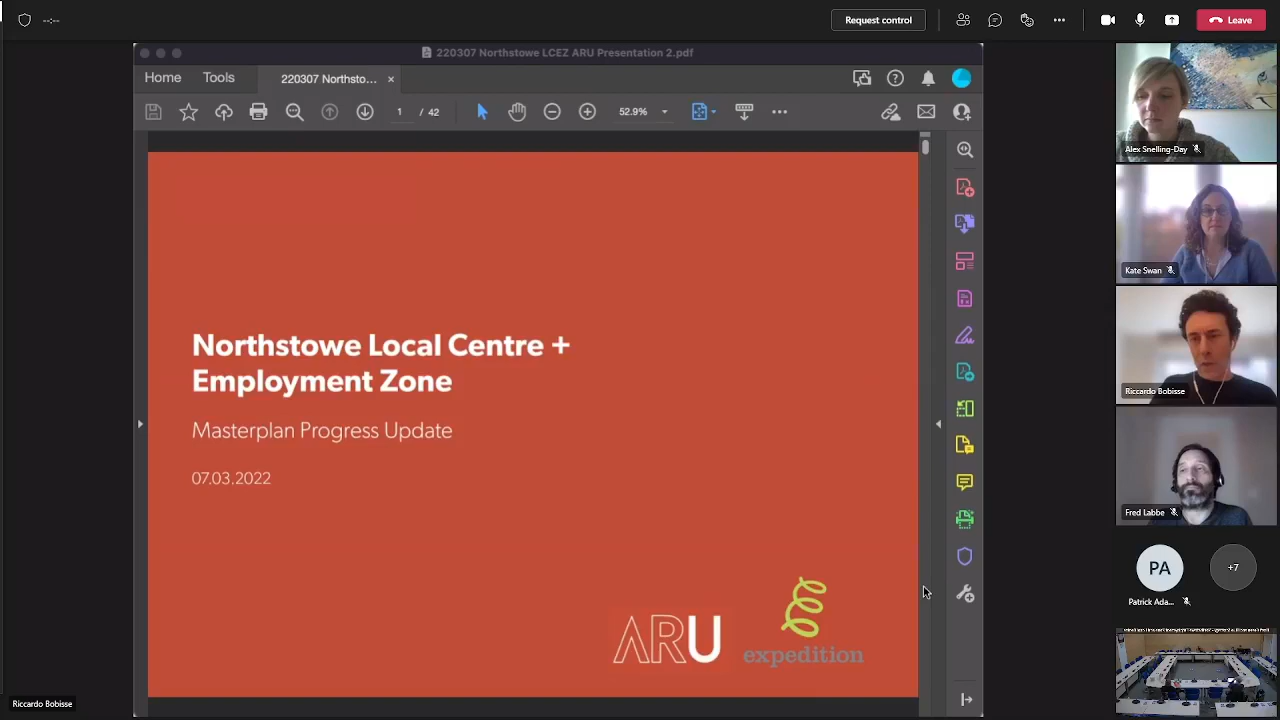 --:--
Request control
Leave
220307 Northstowe LCEZ ARU Presentation 2.pdf
Home
Tools
220307 Northsto...
1 / 42
52.9%
Northstowe Local Centre +
Employment Zone
Masterplan Progress Update
07.03.2022
ARU
expedition
Alex Snelling-Day
Kate Swan
Riccardo Bobisse
Fred Labbe
PA
+7
Patrick Ada...
Riccardo Bobisse